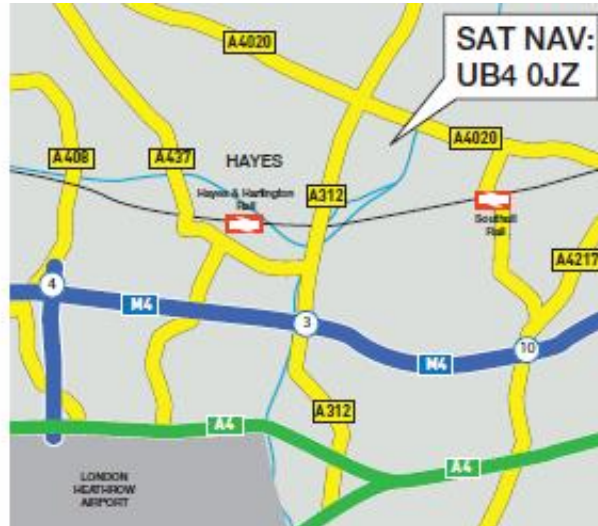 A4020
SAT NAV:
UB4 0JZ
A4020
A408
A437
HAYES
Hayes & Harlington
Rail
A312
Southall
Rail
A4217
4
M4
3
10
M4
A312
A4
A4
LONDON
HEATHROW
AIRPORT